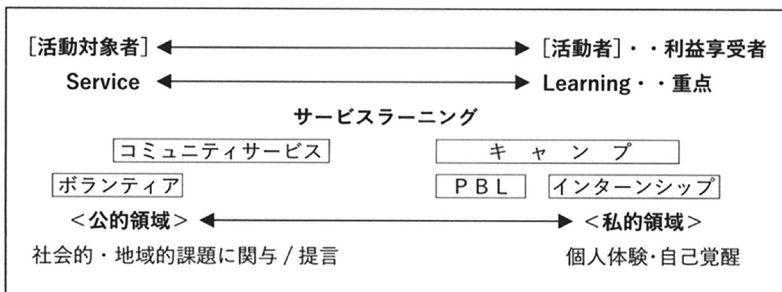 [活動対象者] [活動者]・・利益享受者
Service Learning・・重点
サービスラーニング
コミュニティサービス キャンプ
ボランティア PBL インターンシップ
<公的領域> <私的領域>
社会的・地域的課題に関与/提言 個人体験・自己覚醒